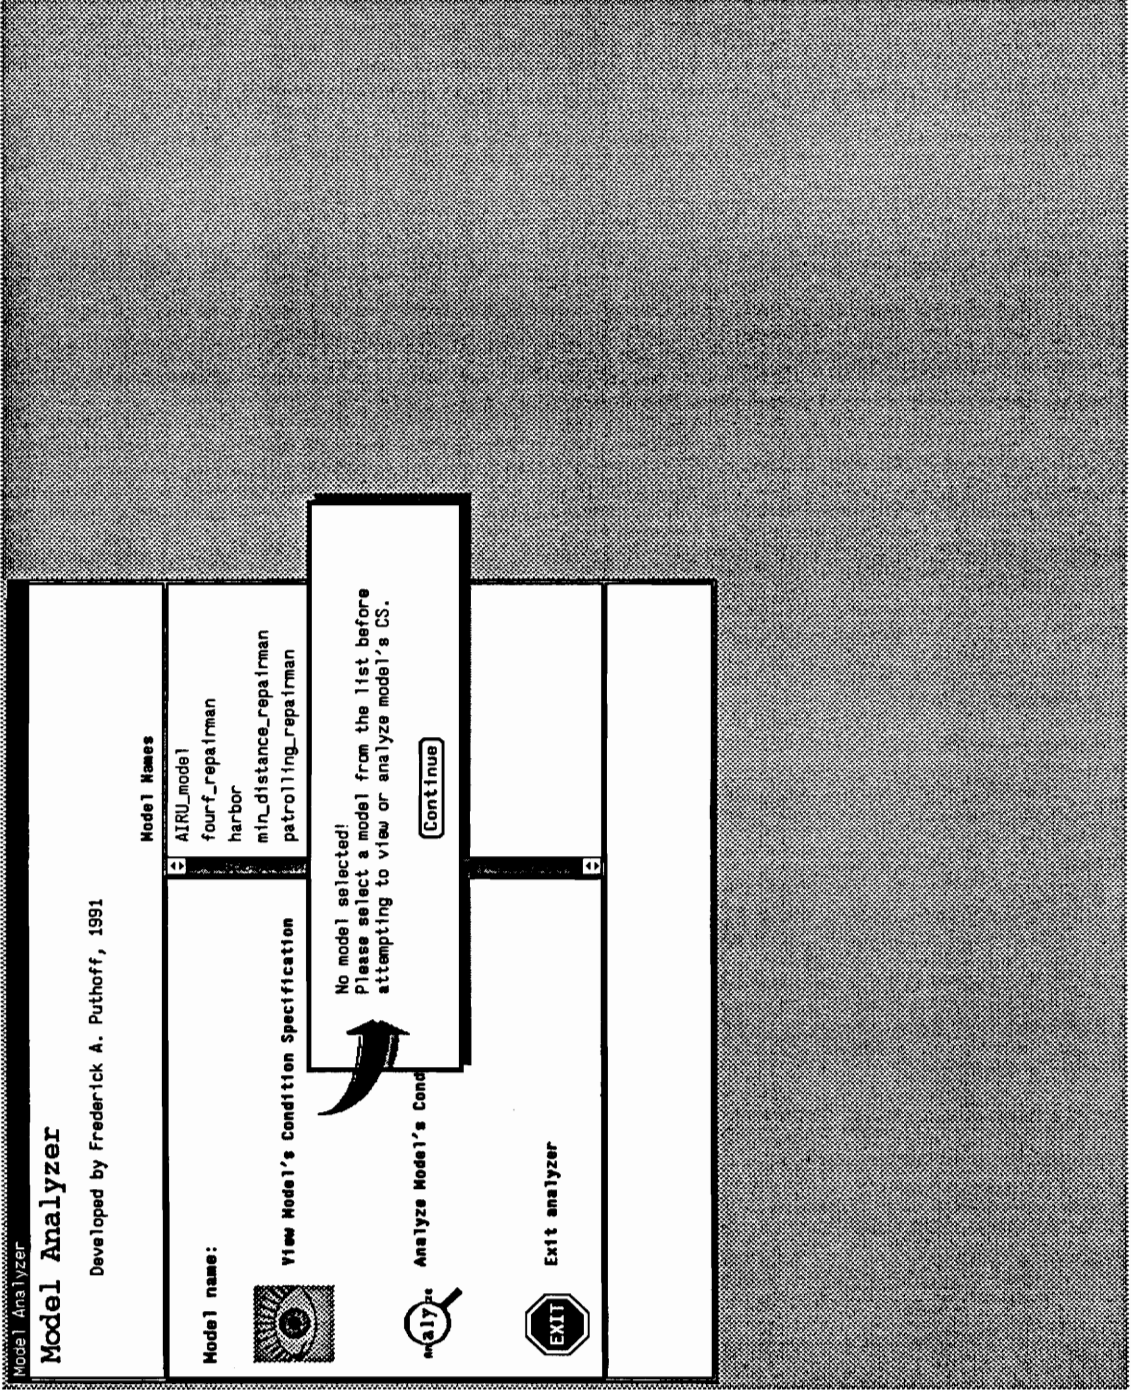 Model Analyzer
Model Analyzer
Developed by Frederick A. Puthoff, 1991
Model Names
Model name:
AIRU_model
fourf_repairman
harbor
min_distance_repairman
patrolling_repairman
View Model's Condition Specification
No model selected!
Please select a model from the list before
attempting to view or analyze model's CS.
Continue
Analyze
Analyze Model's Cond
EXIT
Exit analyzer